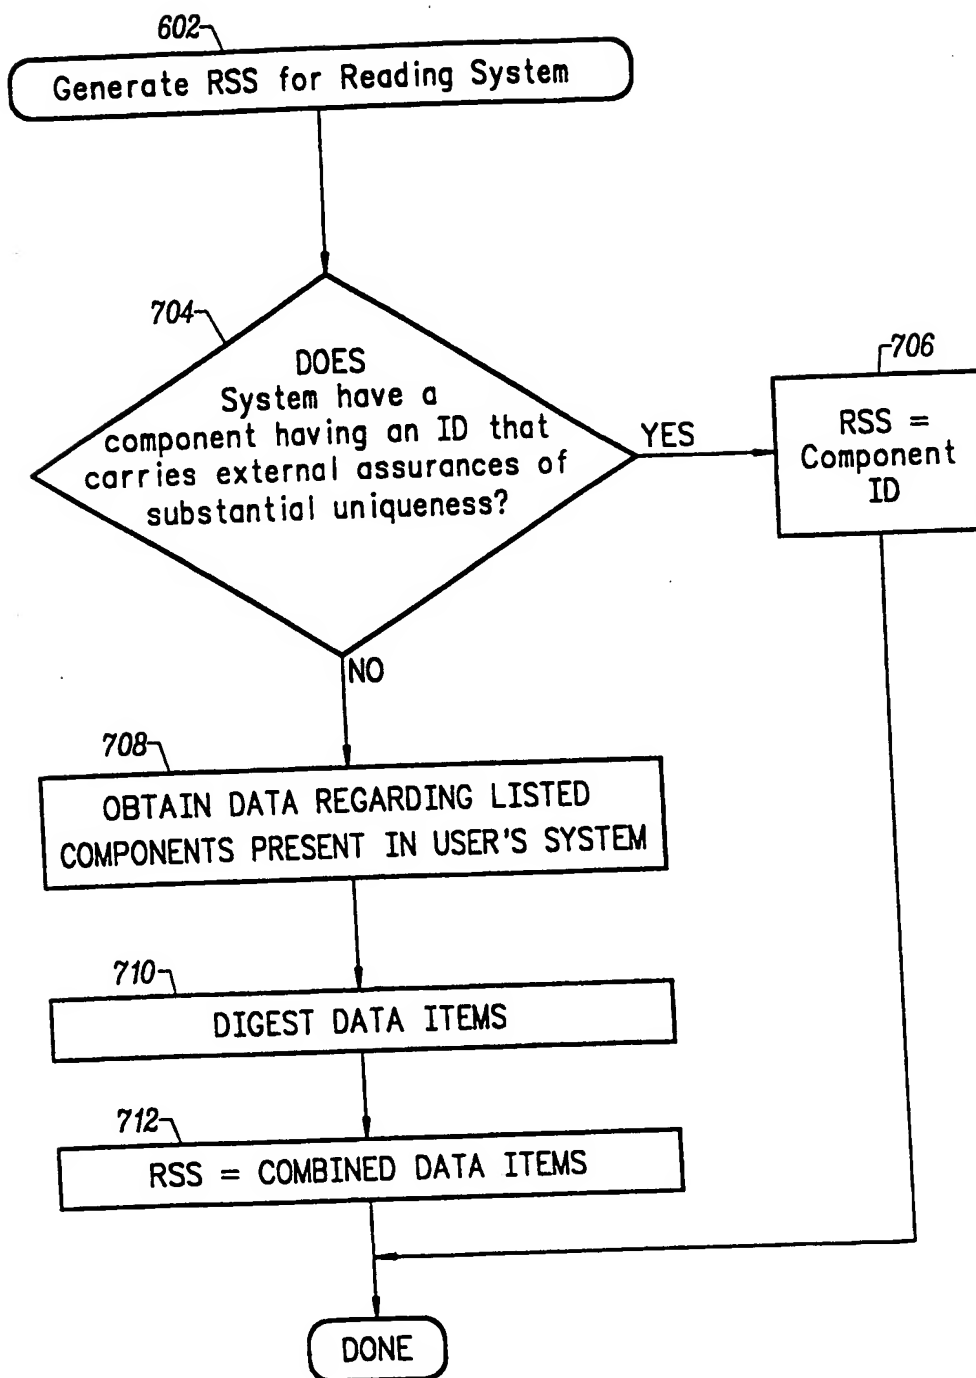 602
Generate RSS for Reading System
704
DOES
System have a
component having an ID that
carries external assurances of
substantial uniqueness?
YES
706
RSS =
Component
ID
NO
708
OBTAIN DATA REGARDING LISTED
COMPONENTS PRESENT IN USER'S SYSTEM
710
DIGEST DATA ITEMS
712
RSS = COMBINED DATA ITEMS
DONE